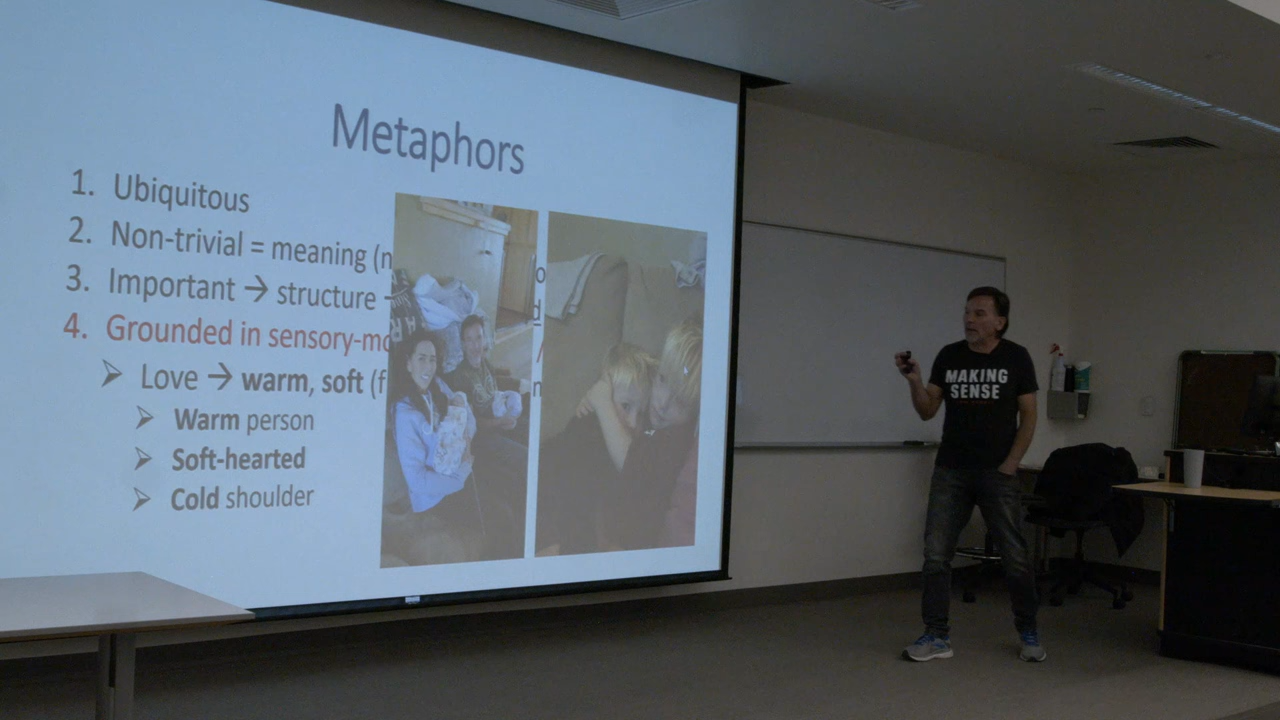 Metaphors
1. Ubiquitous
2. Non-trivial = meaning (n
3. Important → structure
4. Grounded in sensory-mo
➢ Love → warm, soft (f
➢ Warm person
➢ Soft-hearted
➢ Cold shoulder
MAKING
SENSE